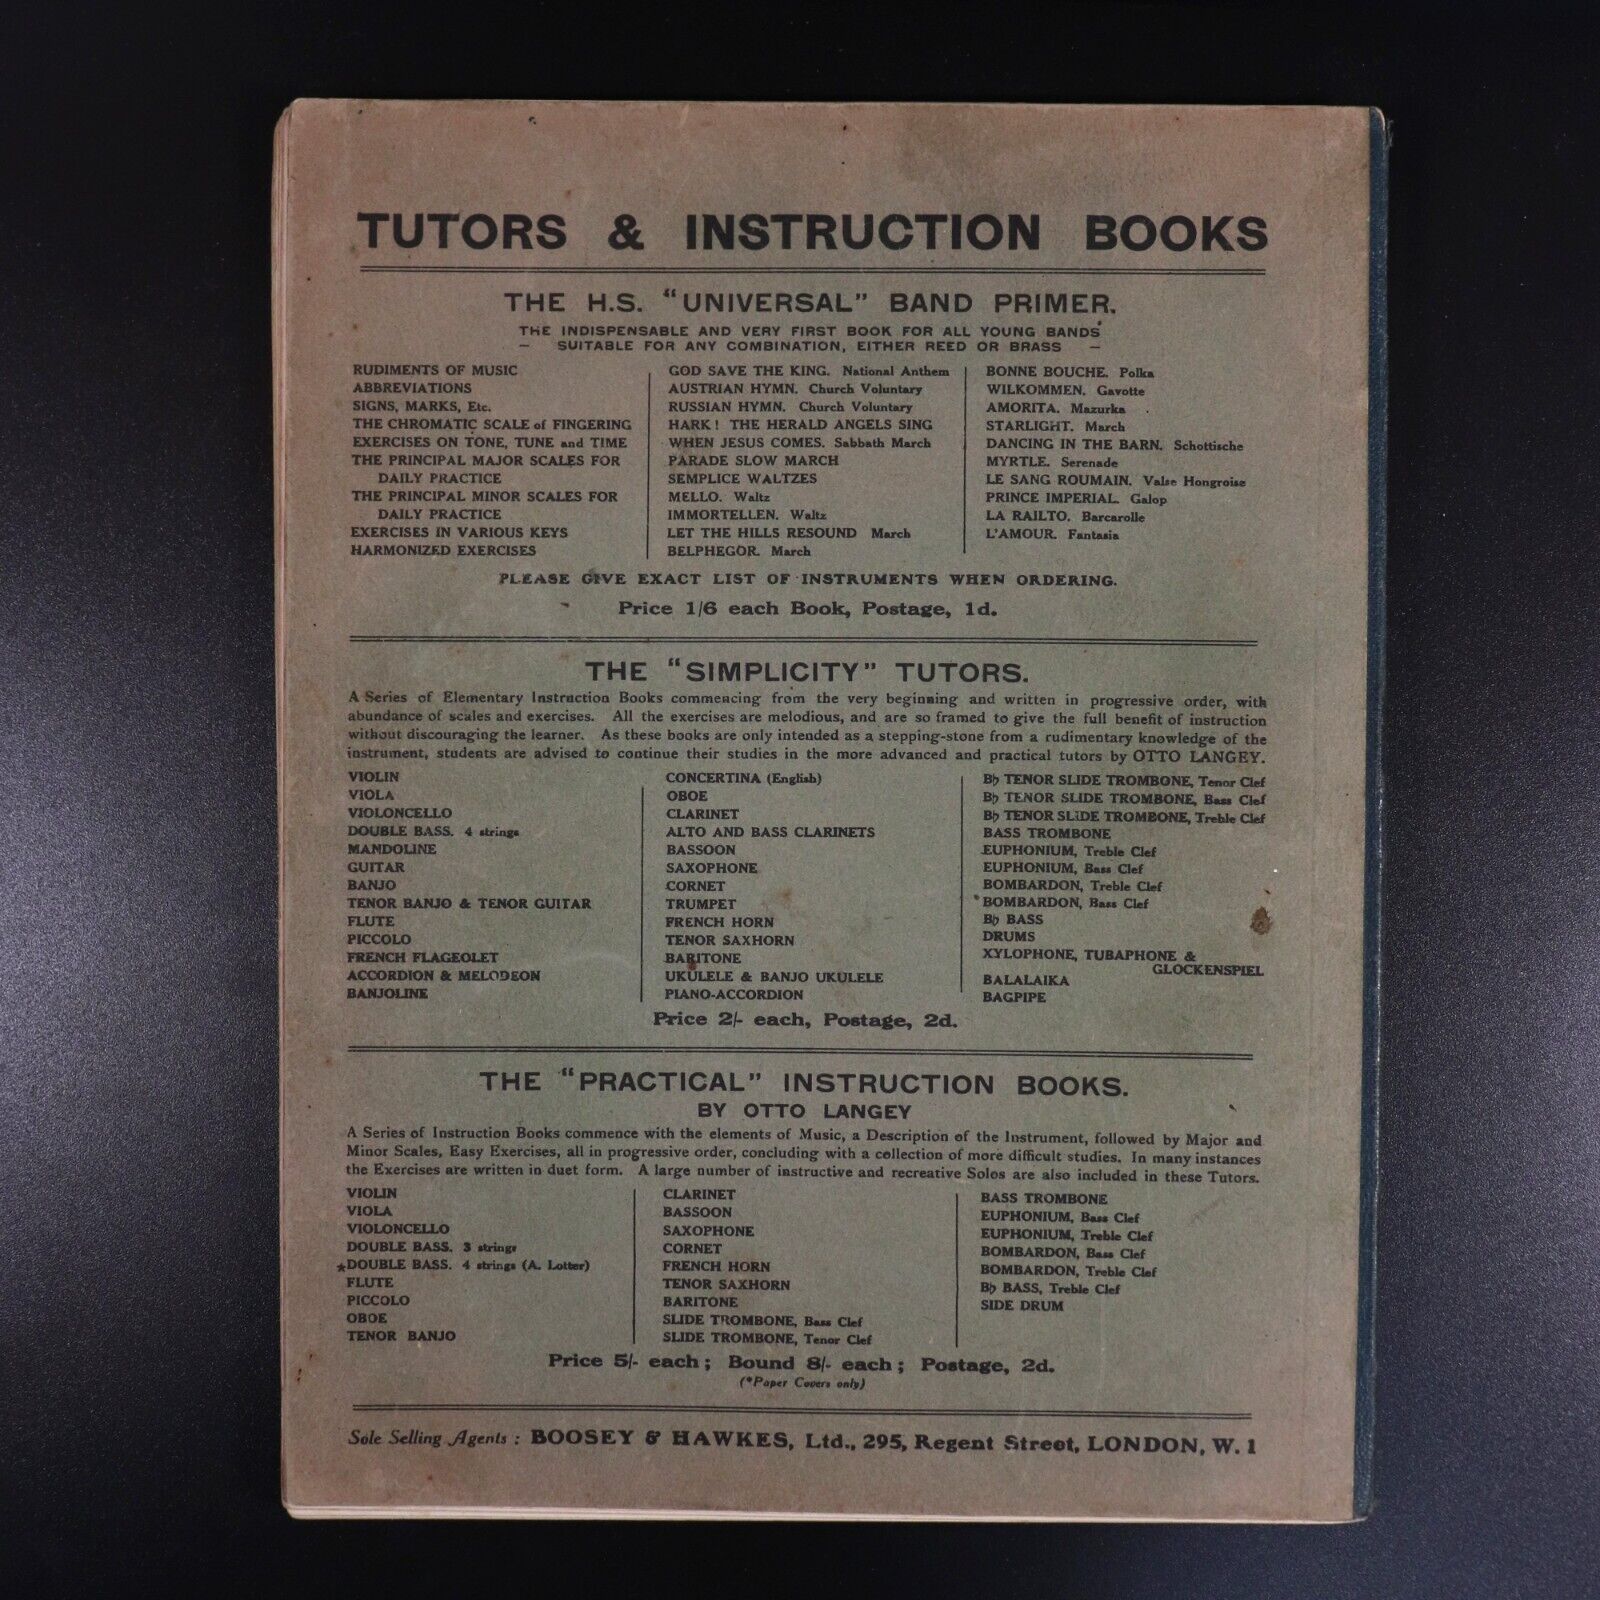 TUTORS & INSTRUCTION BOOKS
THE H.S. "UNIVERSAL" BAND PRIMER.
THE INDISPENSABLE AND VERY FIRST BOOK FOR ALL YOUNG BANDS
— SUITABLE FOR ANY COMBINATION, EITHER REED OR BRASS —
RUDIMENTS OF MUSIC
ABBREVIATIONS
SIGNS, MARKS, Etc.
THE CHROMATIC SCALE of FINGERING
EXERCISES ON TONE, TUNE and TIME
THE PRINCIPAL MAJOR SCALES FOR
DAILY PRACTICE
THE PRINCIPAL MINOR SCALES FOR
DAILY PRACTICE
EXERCISES IN VARIOUS KEYS
HARMONIZED EXERCISES
GOD SAVE THE KING. National Anthem
AUSTRIAN HYMN. Church Voluntary
RUSSIAN HYMN. Church Voluntary
HARK! THE HERALD ANGELS SING
WHEN JESUS COMES. Sabbath March
PARADE SLOW MARCH
SEMPLICE WALTZES
MELLO. Waltz
IMMORTELLEN. Waltz
LET THE HILLS RESOUND March
BELPHEGOR. March
BONNE BOUCHE. Polka
WILKOMMEN. Gavotte
AMORITA. Mazurka
STARLIGHT. March
DANCING IN THE BARN. Schottische
MYRTLE. Serenade
LE SANG ROUMAIN. Valse Hongroise
PRINCE IMPERIAL. Galop
LA RAILTO. Barcarolle
L'AMOUR. Fantasia
PLEASE GIVE EXACT LIST OF INSTRUMENTS WHEN ORDERING.
Price 1/6 each Book, Postage, 1d.
THE "SIMPLICITY" TUTORS.
A Series of Elementary Instruction Books commencing from the very beginning and written in progressive order, with
abundance of scales and exercises. All the exercises are melodious, and are so framed to give the full benefit of instruction
without discouraging the learner. As these books are only intended as a stepping-stone from a rudimentary knowledge of the
instrument, students are advised to continue their studies in the more advanced and practical tutors by OTTO LANGEY.
VIOLIN
VIOLA
VIOLONCELLO
DOUBLE BASS. 4 strings
MANDOLINE
GUITAR
BANJO
TENOR BANJO & TENOR GUITAR
FLUTE
PICCOLO
FRENCH FLAGEOLET
ACCORDION & MELODEON
BANJOLINE
CONCERTINA (English)
OBOE
CLARINET
ALTO AND BASS CLARINETS
BASSOON
SAXOPHONE
CORNET
TRUMPET
FRENCH HORN
TENOR SAXHORN
BARITONE
UKULELE & BANJO UKULELE
PIANO-ACCORDION
B♭ TENOR SLIDE TROMBONE, Tenor Clef
B♭ TENOR SLIDE TROMBONE, Bass Clef
B♭ TENOR SLIDE TROMBONE, Treble Clef
BASS TROMBONE
EUPHONIUM, Treble Clef
EUPHONIUM, Bass Clef
BOMBARDON, Treble Clef
BOMBARDON, Bass Clef
B♭ BASS
DRUMS
XYLOPHONE, TUBAPHONE &
GLOCKENSPIEL
BALALAIKA
BAGPIPE
Price 2/- each, Postage, 2d.
THE "PRACTICAL" INSTRUCTION BOOKS.
BY OTTO LANGEY
A Series of Instruction Books commence with the elements of Music, a Description of the Instrument, followed by Major and
Minor Scales, Easy Exercises, all in progressive order, concluding with a collection of more difficult studies. In many instances
the Exercises are written in duet form. A large number of instructive and recreative Solos are also included in these Tutors.
VIOLIN
VIOLA
VIOLONCELLO
DOUBLE BASS. 3 strings
*DOUBLE BASS. 4 strings (A. Lotter)
FLUTE
PICCOLO
OBOE
TENOR BANJO
CLARINET
BASSOON
SAXOPHONE
CORNET
FRENCH HORN
TENOR SAXHORN
BARITONE
SLIDE TROMBONE, Bass Clef
SLIDE TROMBONE, Tenor Clef
BASS TROMBONE
EUPHONIUM, Bass Clef
EUPHONIUM, Treble Clef
BOMBARDON, Bass Clef
BOMBARDON, Treble Clef
B♭ BASS, Treble Clef
SIDE DRUM
Price 5/- each; Bound 8/- each; Postage, 2d.
(*Paper Covers only)
Sole Selling Agents: BOOSEY & HAWKES, Ltd., 295, Regent Street, LONDON, W. 1